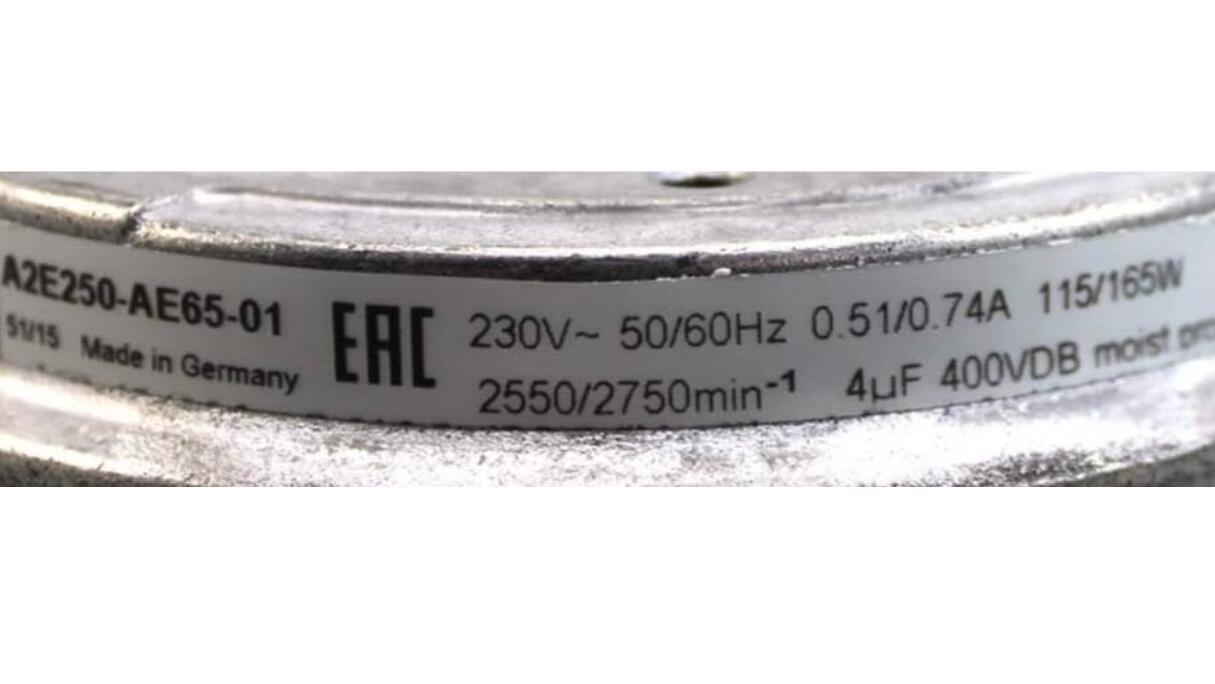 A2E250-AE65-01
51/15 Made in Germany
EAC
230V~ 50/60Hz 0.51/0.74A 115/165W
2550/2750min⁻¹ 4µF 400VDB moist